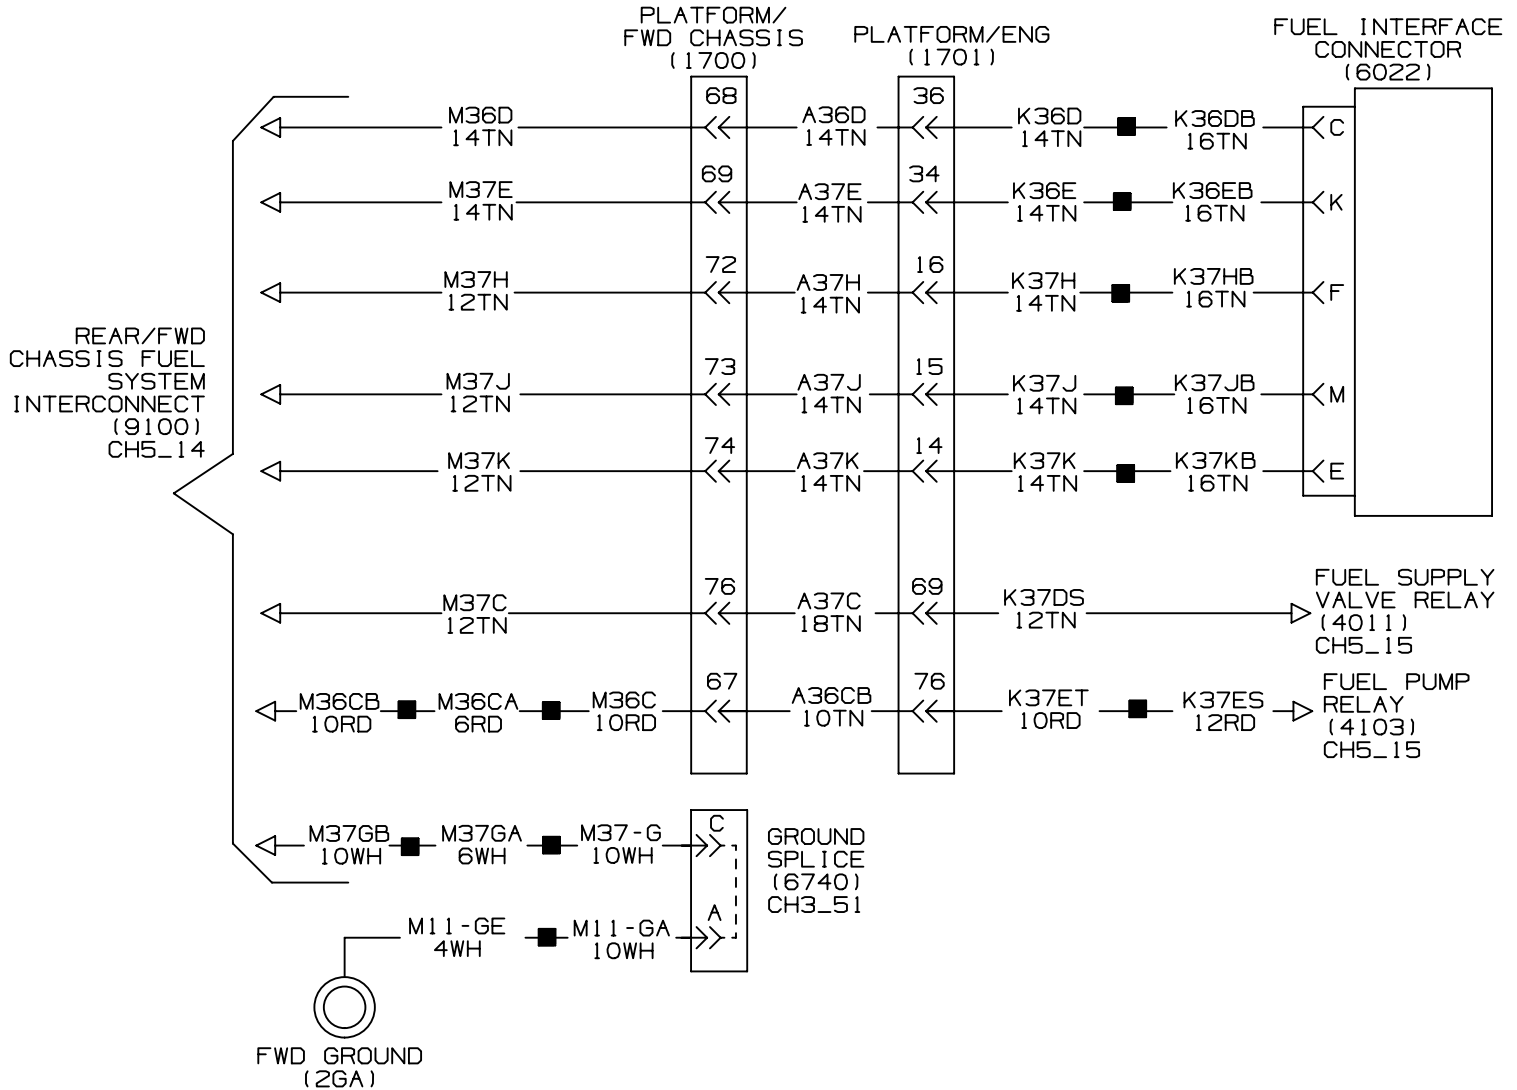 PLATFORM/
FWD CHASSIS
(1700)
PLATFORM/ENG
(1701)
FUEL INTERFACE
CONNECTOR
(6022)
68
36
M36D
14TN
A36D
14TN
K36D
14TN
K36DB
16TN
C
69
34
M37E
14TN
A37E
14TN
K36E
14TN
K36EB
16TN
K
72
16
M37H
12TN
A37H
14TN
K37H
14TN
K37HB
16TN
F
REAR/FWD
CHASSIS FUEL
SYSTEM
INTERCONNECT
(9100)
CH5_14
73
15
M37J
12TN
A37J
14TN
K37J
14TN
K37JB
16TN
M
74
14
M37K
12TN
A37K
14TN
K37K
14TN
K37KB
16TN
E
76
69
M37C
12TN
A37C
18TN
K37DS
12TN
FUEL SUPPLY
VALVE RELAY
(4011)
CH5_15
67
76
M36CB
10RD
M36CA
6RD
M36C
10RD
A36CB
10TN
K37ET
10RD
K37ES
12RD
FUEL PUMP
RELAY
(4103)
CH5_15
M37GB
10WH
M37GA
6WH
M37-G
10WH
C
GROUND
SPLICE
(6740)
CH3_51
M11-GE
4WH
M11-GA
10WH
A
FWD GROUND
(2GA)